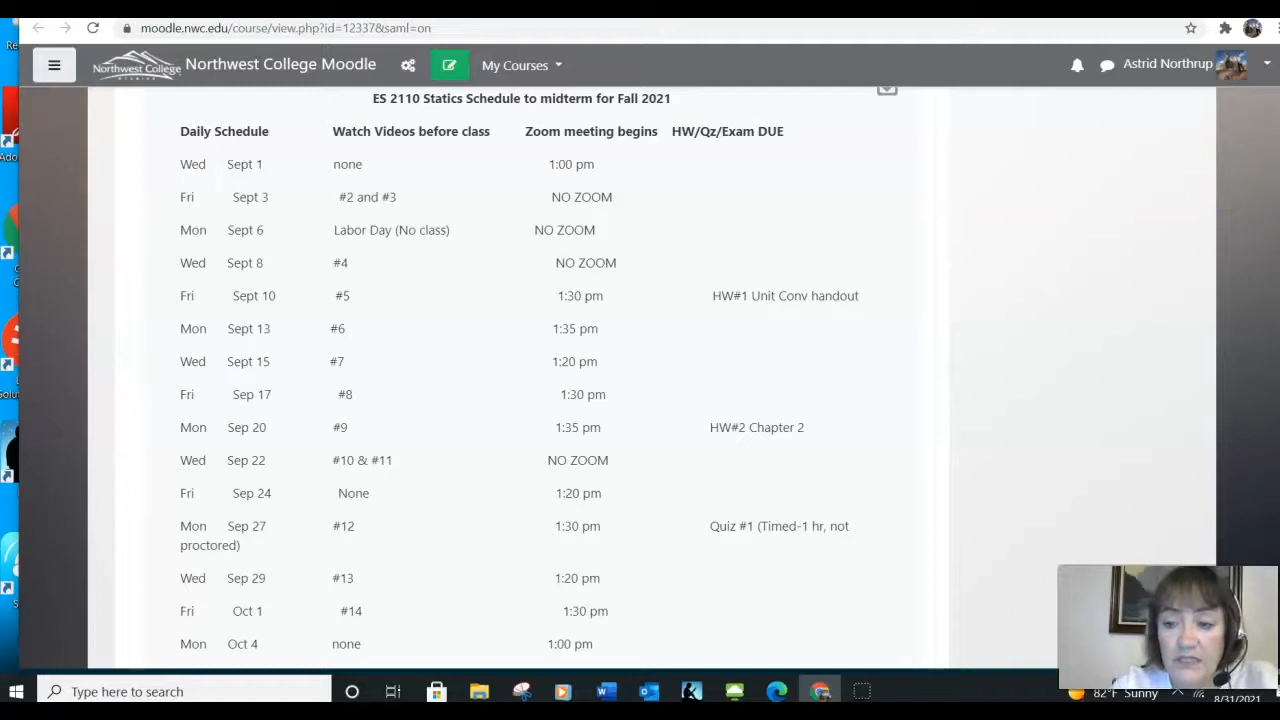 moodle.nwc.edu/course/view.php?id=12337&saml=on
Northwest College Northwest College Moodle My Courses Astrid Northrup
ES 2110 Statics Schedule to midterm for Fall 2021
Daily Schedule Watch Videos before class Zoom meeting begins HW/Qz/Exam DUE
Wed Sept 1 none 1:00 pm
Fri Sept 3 #2 and #3 NO ZOOM
Mon Sept 6 Labor Day (No class) NO ZOOM
Wed Sept 8 #4 NO ZOOM
Fri Sept 10 #5 1:30 pm HW#1 Unit Conv handout
Mon Sept 13 #6 1:35 pm
Wed Sept 15 #7 1:20 pm
Fri Sep 17 #8 1:30 pm
Mon Sep 20 #9 1:35 pm HW#2 Chapter 2
Wed Sep 22 #10 & #11 NO ZOOM
Fri Sep 24 None 1:20 pm
Mon Sep 27 #12 1:30 pm Quiz #1 (Timed-1 hr, not
proctored)
Wed Sep 29 #13 1:20 pm
Fri Oct 1 #14 1:30 pm
Mon Oct 4 none 1:00 pm
Type here to search 82°F Sunny
8/31/2021